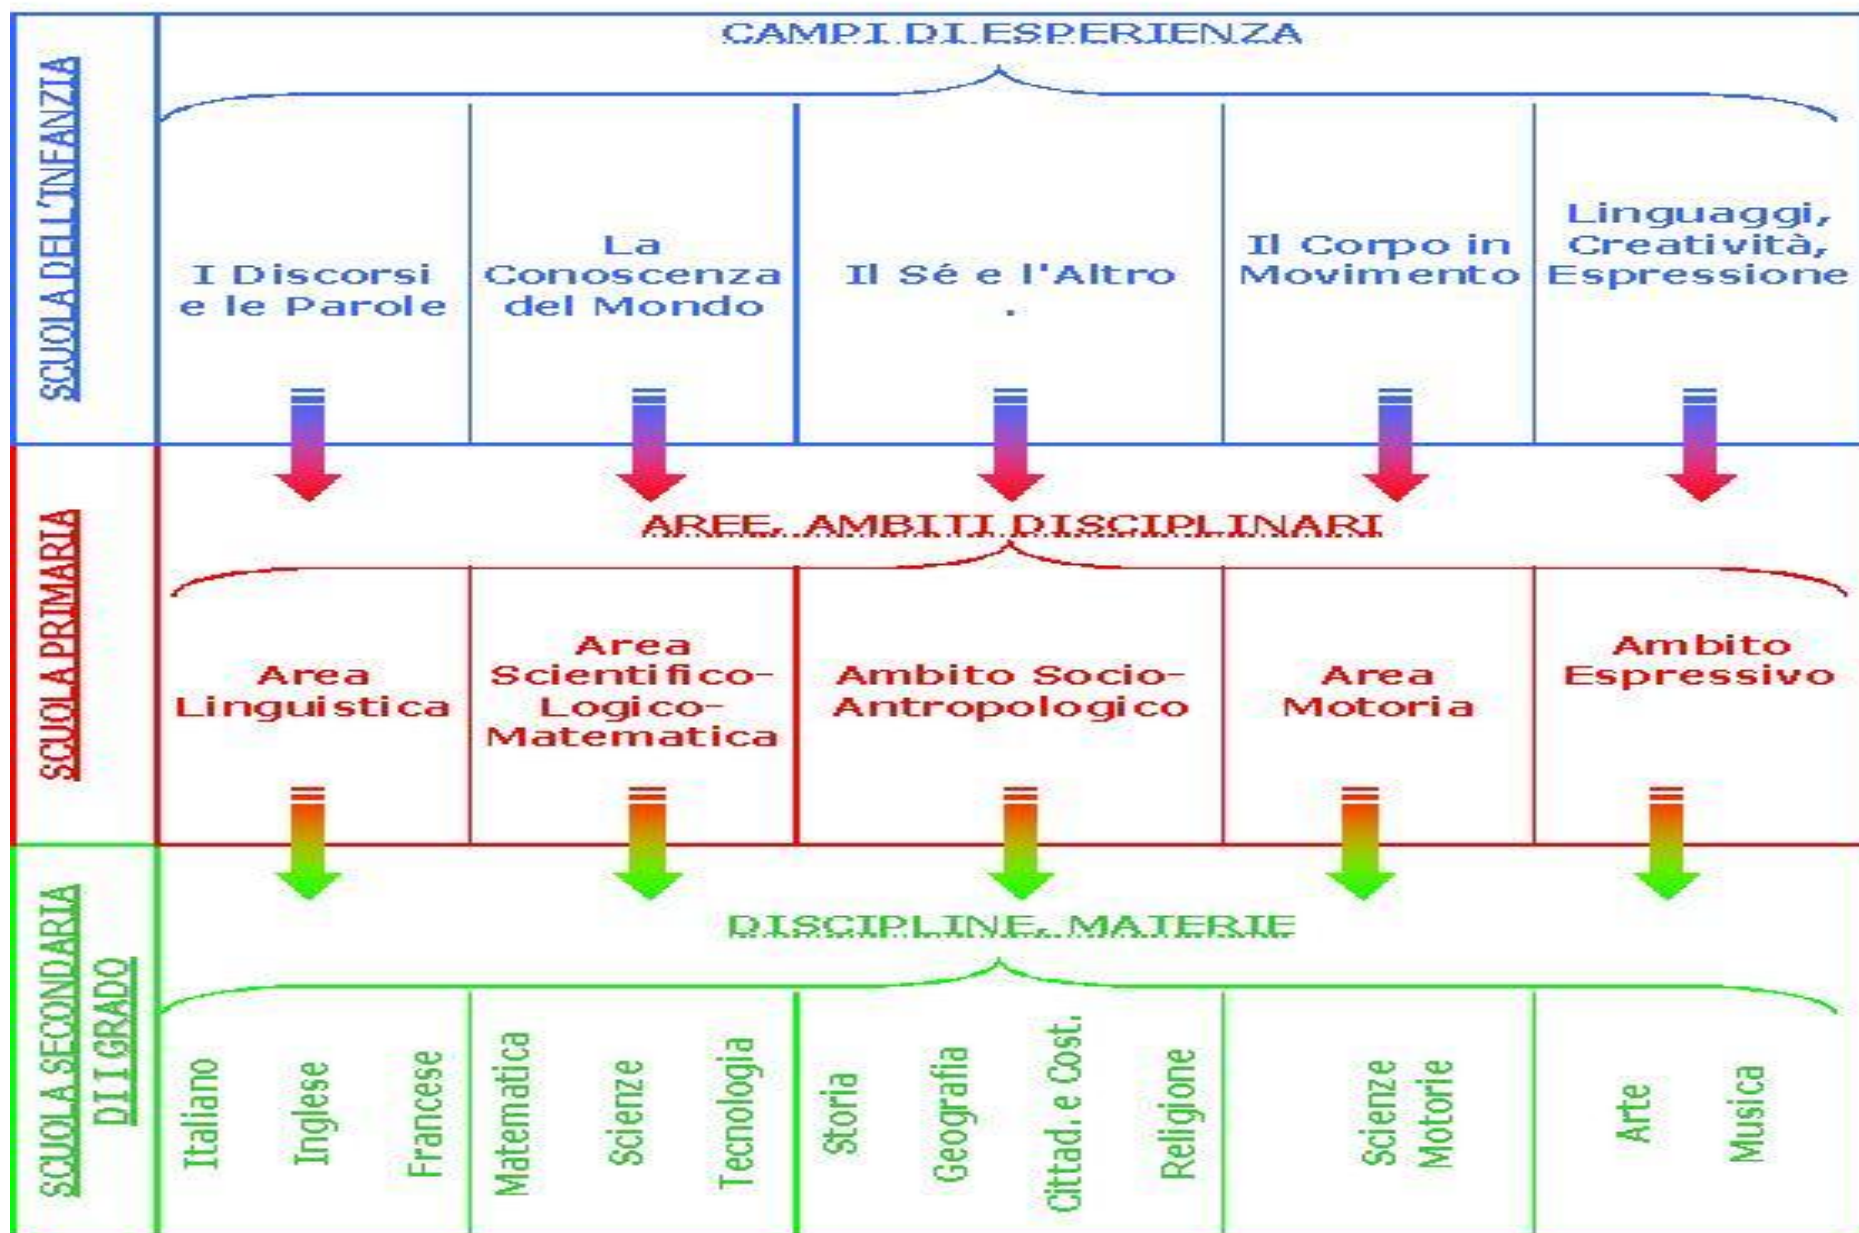 SCUOLA DELL'INFANZIA
CAMPI DI ESPERIENZA
I Discorsi
e le Parole
La
Conoscenza
del Mondo
Il Sé e l'Altro
.
Il Corpo in
Movimento
Linguaggi,
Creatività,
Espressione
SCUOLA PRIMARIA
AREE, AMBITI DISCIPLINARI
Area
Linguistica
Area
Scientifico-
Logico-
Matematica
Ambito Socio-
Antropologico
Area
Motoria
Ambito
Espressivo
SCUOLA SECONDARIA
DI I GRADO
DISCIPLINE, MATERIE
Italiano
Inglese
Francese
Matematica
Scienze
Tecnologia
Storia
Geografia
Cittad. e Cost.
Religione
Scienze
Motorie
Arte
Musica